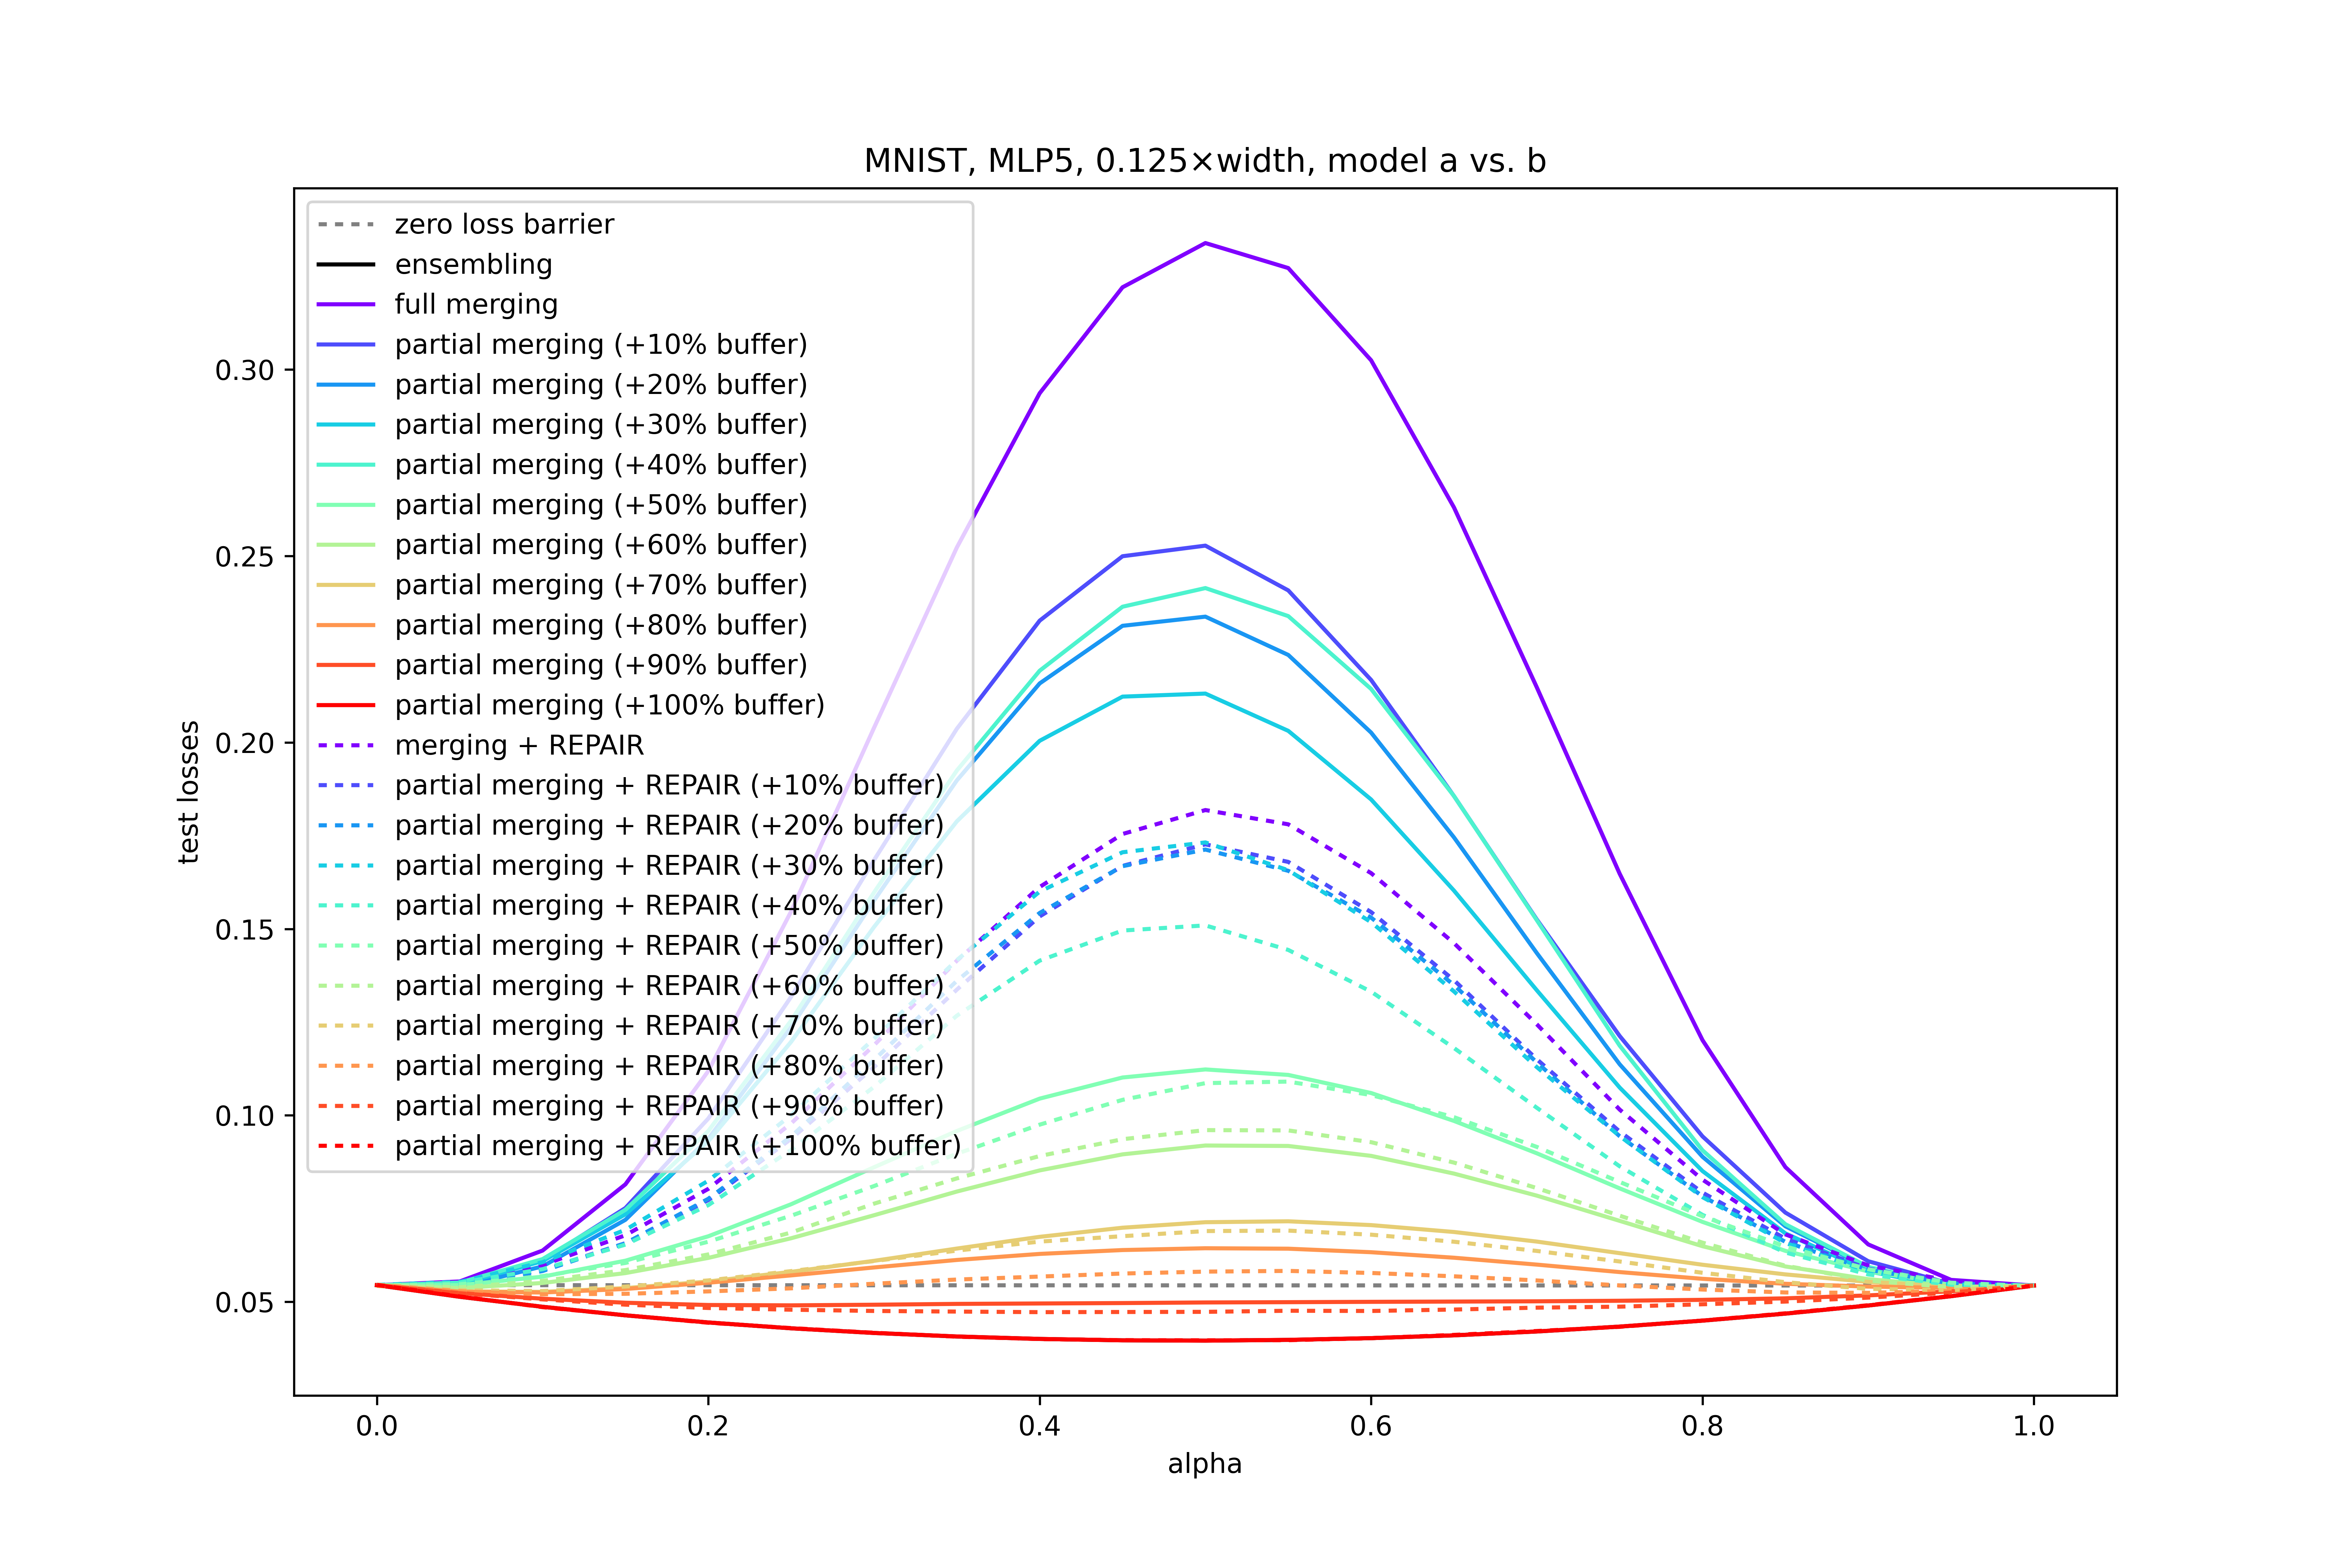 MNIST, MLP5, 0.125×width, model a vs. b
zero loss barrier
ensembling
full merging
partial merging (+10% buffer)
partial merging (+20% buffer)
partial merging (+30% buffer)
partial merging (+40% buffer)
partial merging (+50% buffer)
partial merging (+60% buffer)
partial merging (+70% buffer)
partial merging (+80% buffer)
partial merging (+90% buffer)
partial merging (+100% buffer)
merging + REPAIR
partial merging + REPAIR (+10% buffer)
partial merging + REPAIR (+20% buffer)
partial merging + REPAIR (+30% buffer)
partial merging + REPAIR (+40% buffer)
partial merging + REPAIR (+50% buffer)
partial merging + REPAIR (+60% buffer)
partial merging + REPAIR (+70% buffer)
partial merging + REPAIR (+80% buffer)
partial merging + REPAIR (+90% buffer)
partial merging + REPAIR (+100% buffer)
test losses
0.30
0.25
0.20
0.15
0.10
0.05
0.0 0.2 0.4 0.6 0.8 1.0
alpha